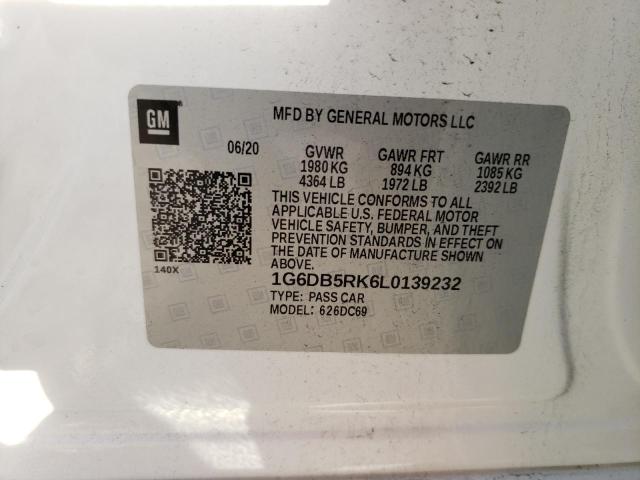 GM
MFD BY GENERAL MOTORS LLC
06/20 GVWR GAWR FRT GAWR RR
1980 KG 894 KG 1085 KG
4364 LB 1972 LB 2392 LB
THIS VEHICLE CONFORMS TO ALL
APPLICABLE U.S. FEDERAL MOTOR
VEHICLE SAFETY, BUMPER, AND THEFT
PREVENTION STANDARDS IN EFFECT ON
THE DATE OF MANUFACTURE SHOWN
ABOVE.
140X
1G6DB5RK6L0139232
TYPE: PASS CAR
MODEL: 626DC69